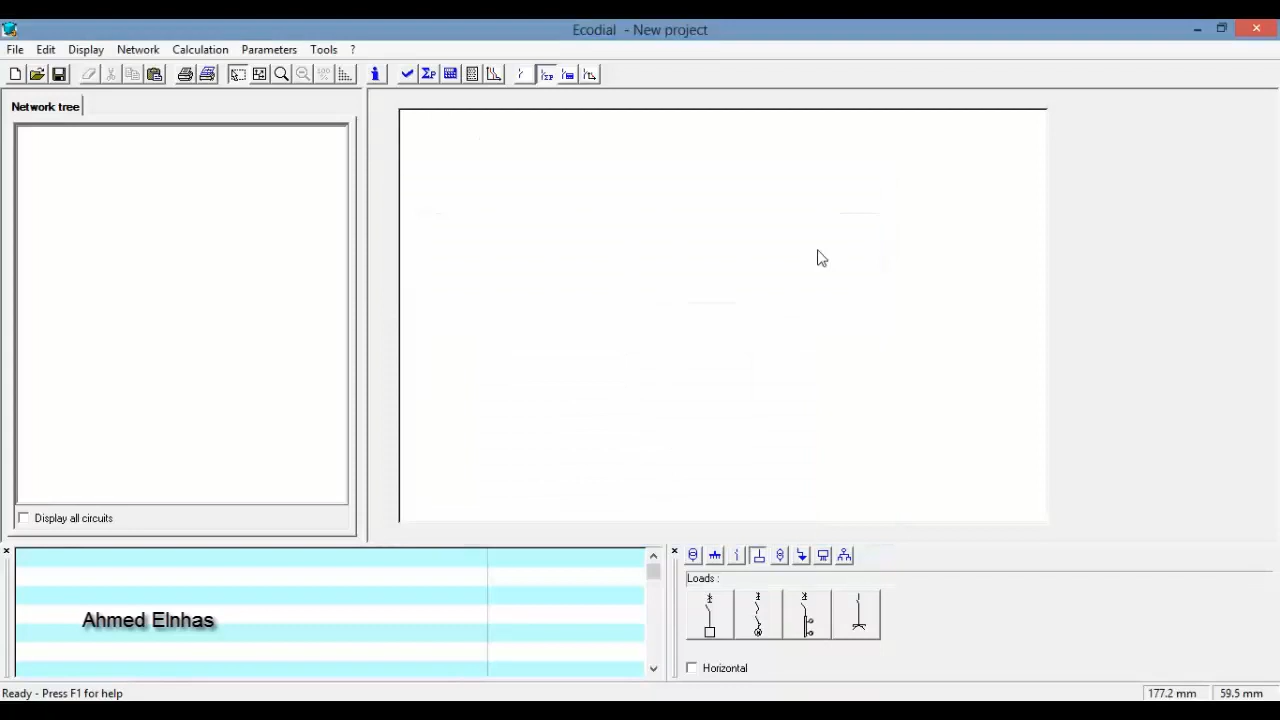 Ecodial - New project
File Edit Display Network Calculation Parameters Tools ?
Network tree
Display all circuits
Loads :
Ahmed Elnhas
Horizontal
Ready - Press F1 for help 177.2 mm 59.5 mm